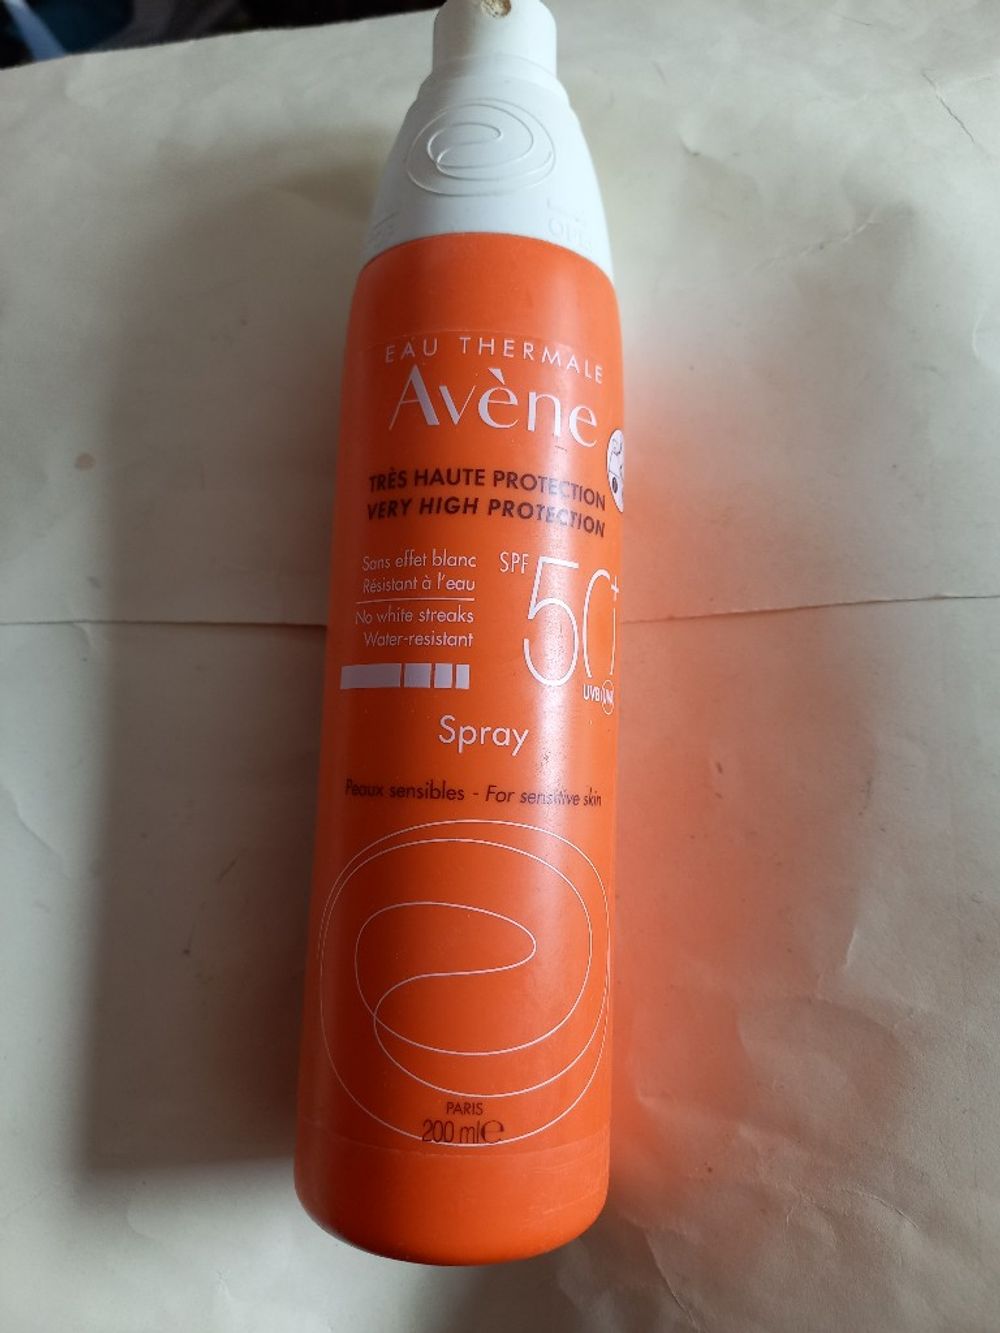 EAU THERMALE
Avène
TRÈS HAUTE PROTECTION
VERY HIGH PROTECTION
Sans effet blanc
Résistant à l'eau
No white streaks
Water-resistant
SPF 50+
UVB UVA
Spray
Peaux sensibles - For sensitive skin
PARIS
200 ml e